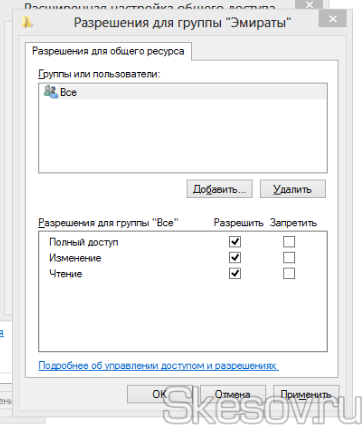 Расширенная настройка общего доступа
Разрешения для группы "Эмираты"
Разрешения для общего ресурса
Группы или пользователи:
Все
Добавить... Удалить
Разрешения для группы "Все" Разрешить Запретить
Полный доступ
Изменение
Чтение
Подробнее об управлении доступом и разрешениях
OK Отмена Применить
Skesov.ru